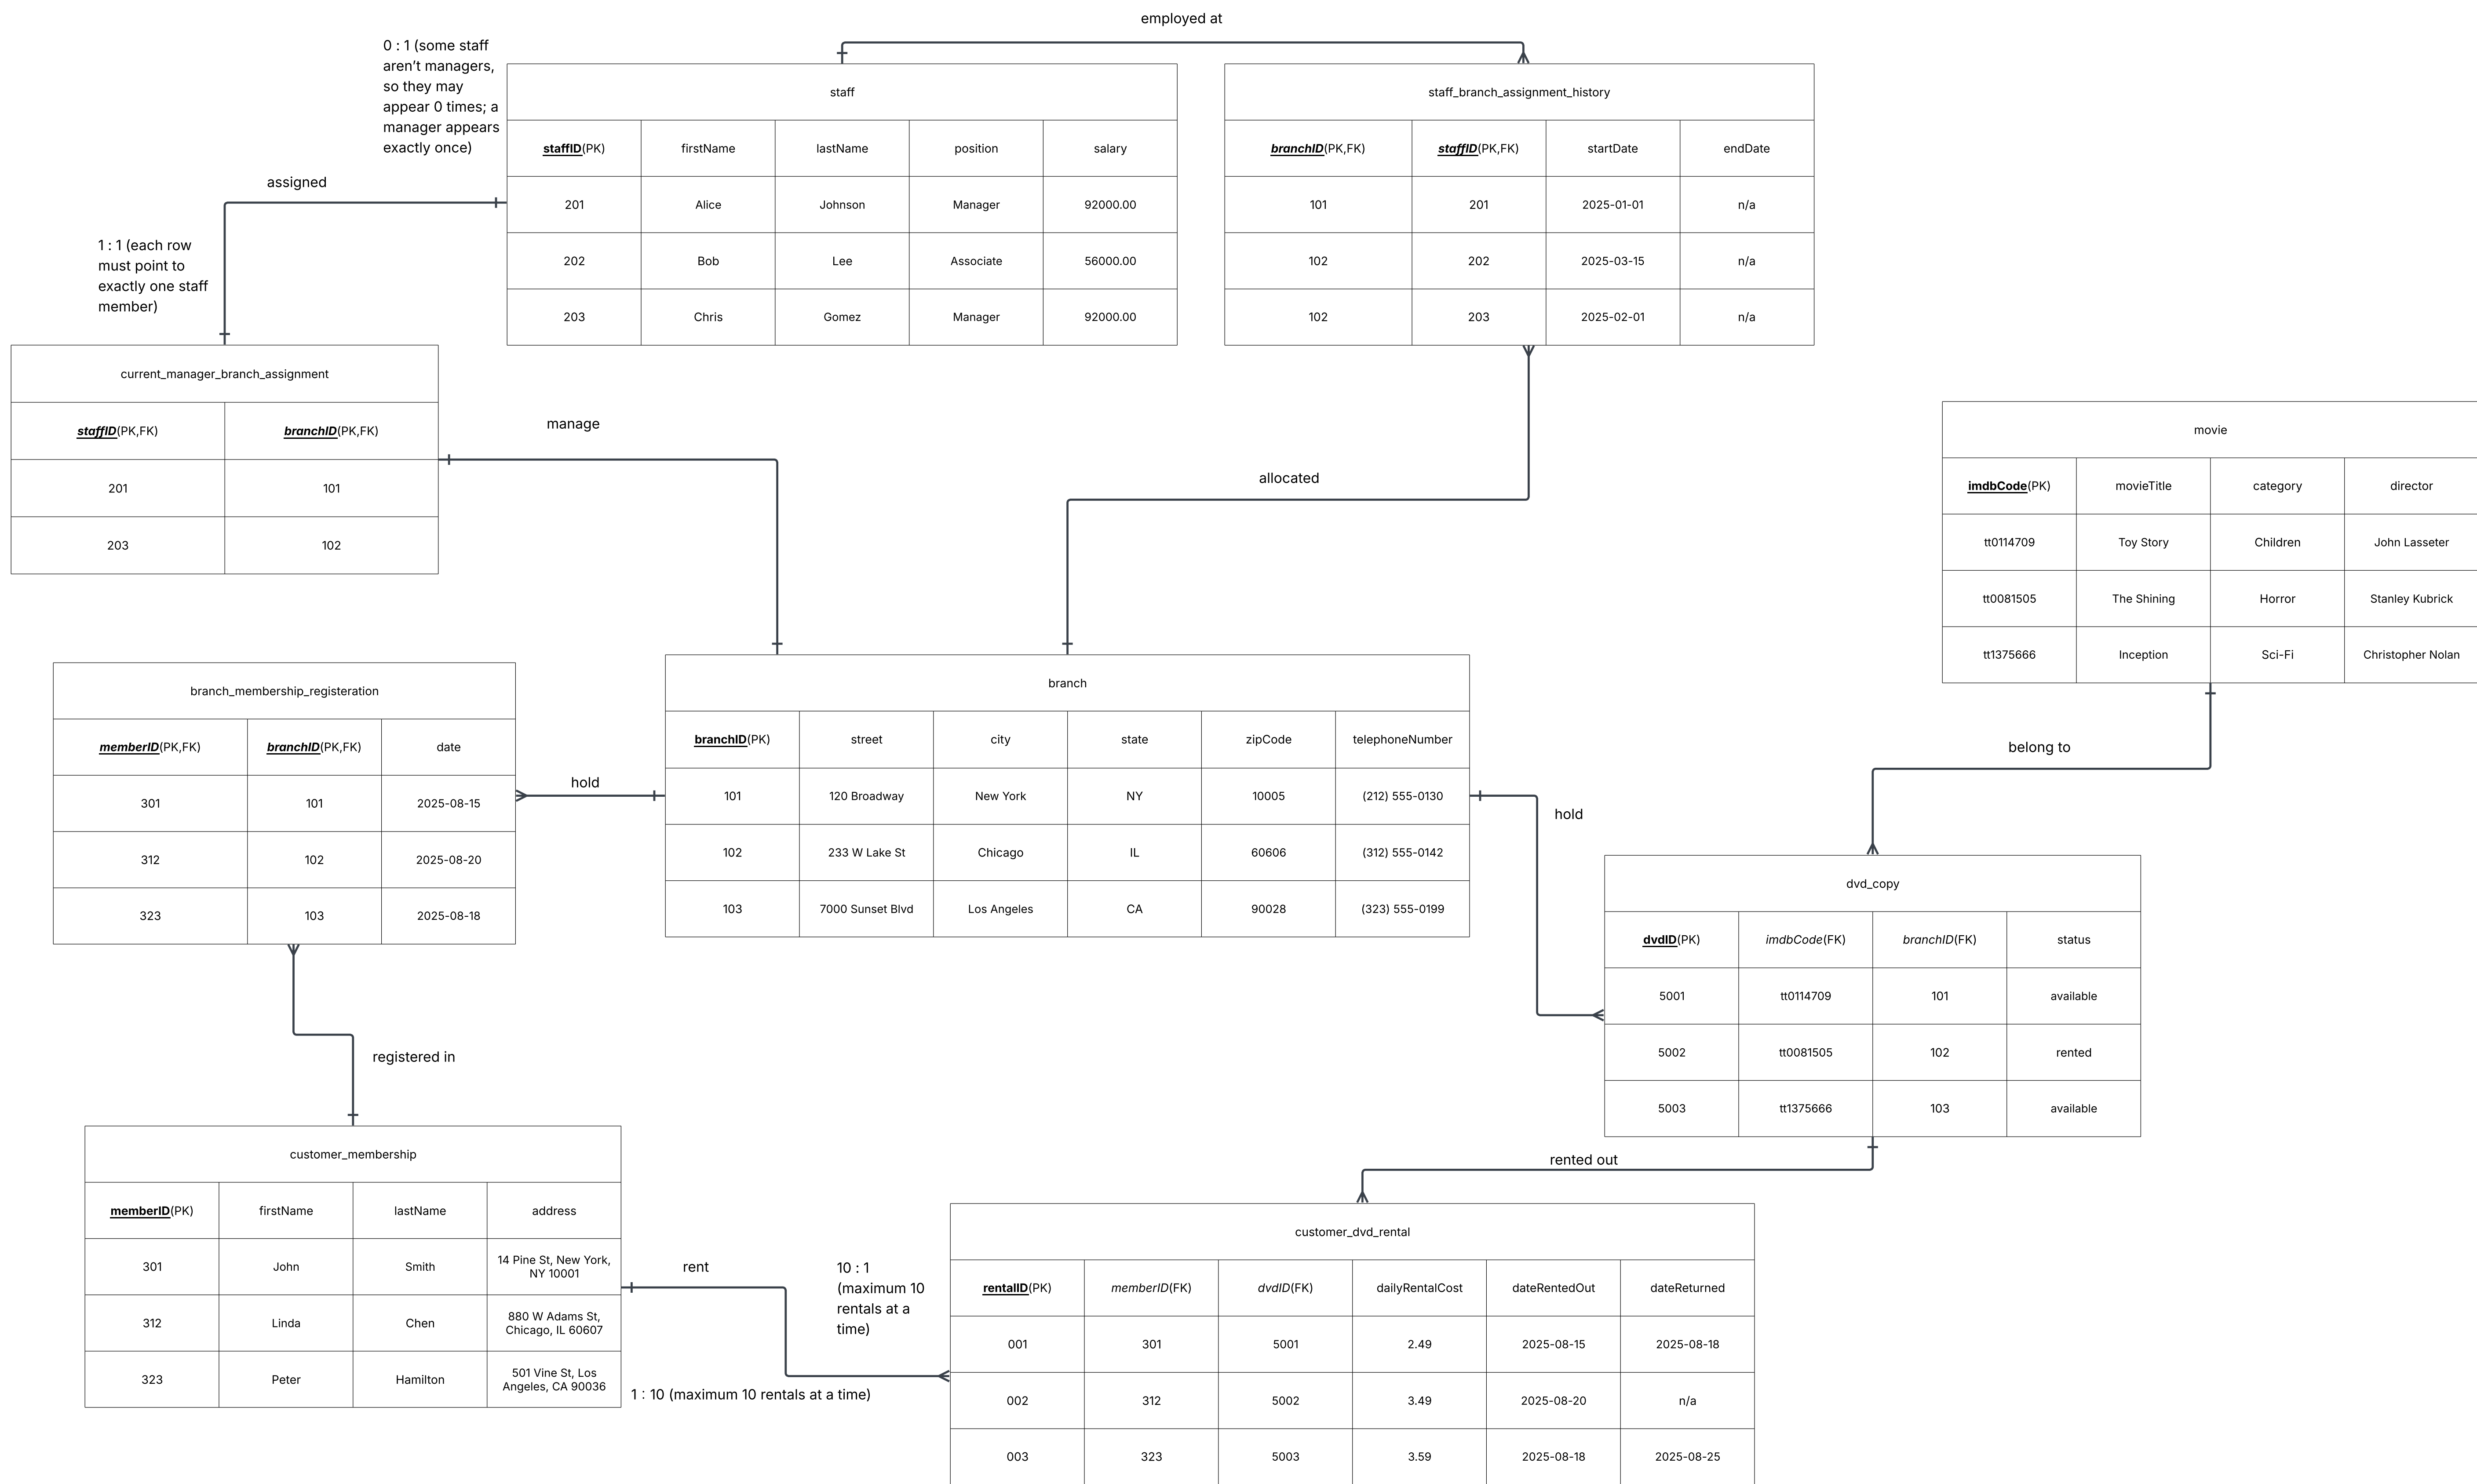 employed at
0 : 1 (some staff
aren’t managers,
so they may
appear 0 times; a
manager appears
exactly once)
staff
staffID(PK) firstName lastName position salary
201 Alice Johnson Manager 92000.00
202 Bob Lee Associate 56000.00
203 Chris Gomez Manager 92000.00
staff_branch_assignment_history
branchID(PK,FK) staffID(PK,FK) startDate endDate
101 201 2025-01-01 n/a
102 202 2025-03-15 n/a
102 203 2025-02-01 n/a
assigned
1 : 1 (each row
must point to
exactly one staff
member)
current_manager_branch_assignment
staffID(PK,FK) branchID(PK,FK)
201 101
203 102
manage
allocated
movie
imdbCode(PK) movieTitle category director
tt0114709 Toy Story Children John Lasseter
tt0081505 The Shining Horror Stanley Kubrick
tt1375666 Inception Sci-Fi Christopher Nolan
branch_membership_registeration
memberID(PK,FK) branchID(PK,FK) date
301 101 2025-08-15
312 102 2025-08-20
323 103 2025-08-18
hold
branch
branchID(PK) street city state zipCode telephoneNumber
101 120 Broadway New York NY 10005 (212) 555-0130
102 233 W Lake St Chicago IL 60606 (312) 555-0142
103 7000 Sunset Blvd Los Angeles CA 90028 (323) 555-0199
hold
belong to
dvd_copy
dvdID(PK) imdbCode(FK) branchID(FK) status
5001 tt0114709 101 available
5002 tt0081505 102 rented
5003 tt1375666 103 available
registered in
customer_membership
memberID(PK) firstName lastName address
301 John Smith 14 Pine St, New York,
NY 10001
312 Linda Chen 880 W Adams St,
Chicago, IL 60607
323 Peter Hamilton 501 Vine St, Los
Angeles, CA 90036
rent
10 : 1
(maximum 10
rentals at a
time)
1 : 10 (maximum 10 rentals at a time)
rented out
customer_dvd_rental
rentalID(PK) memberID(FK) dvdID(FK) dailyRentalCost dateRentedOut dateReturned
001 301 5001 2.49 2025-08-15 2025-08-18
002 312 5002 3.49 2025-08-20 n/a
003 323 5003 3.59 2025-08-18 2025-08-25